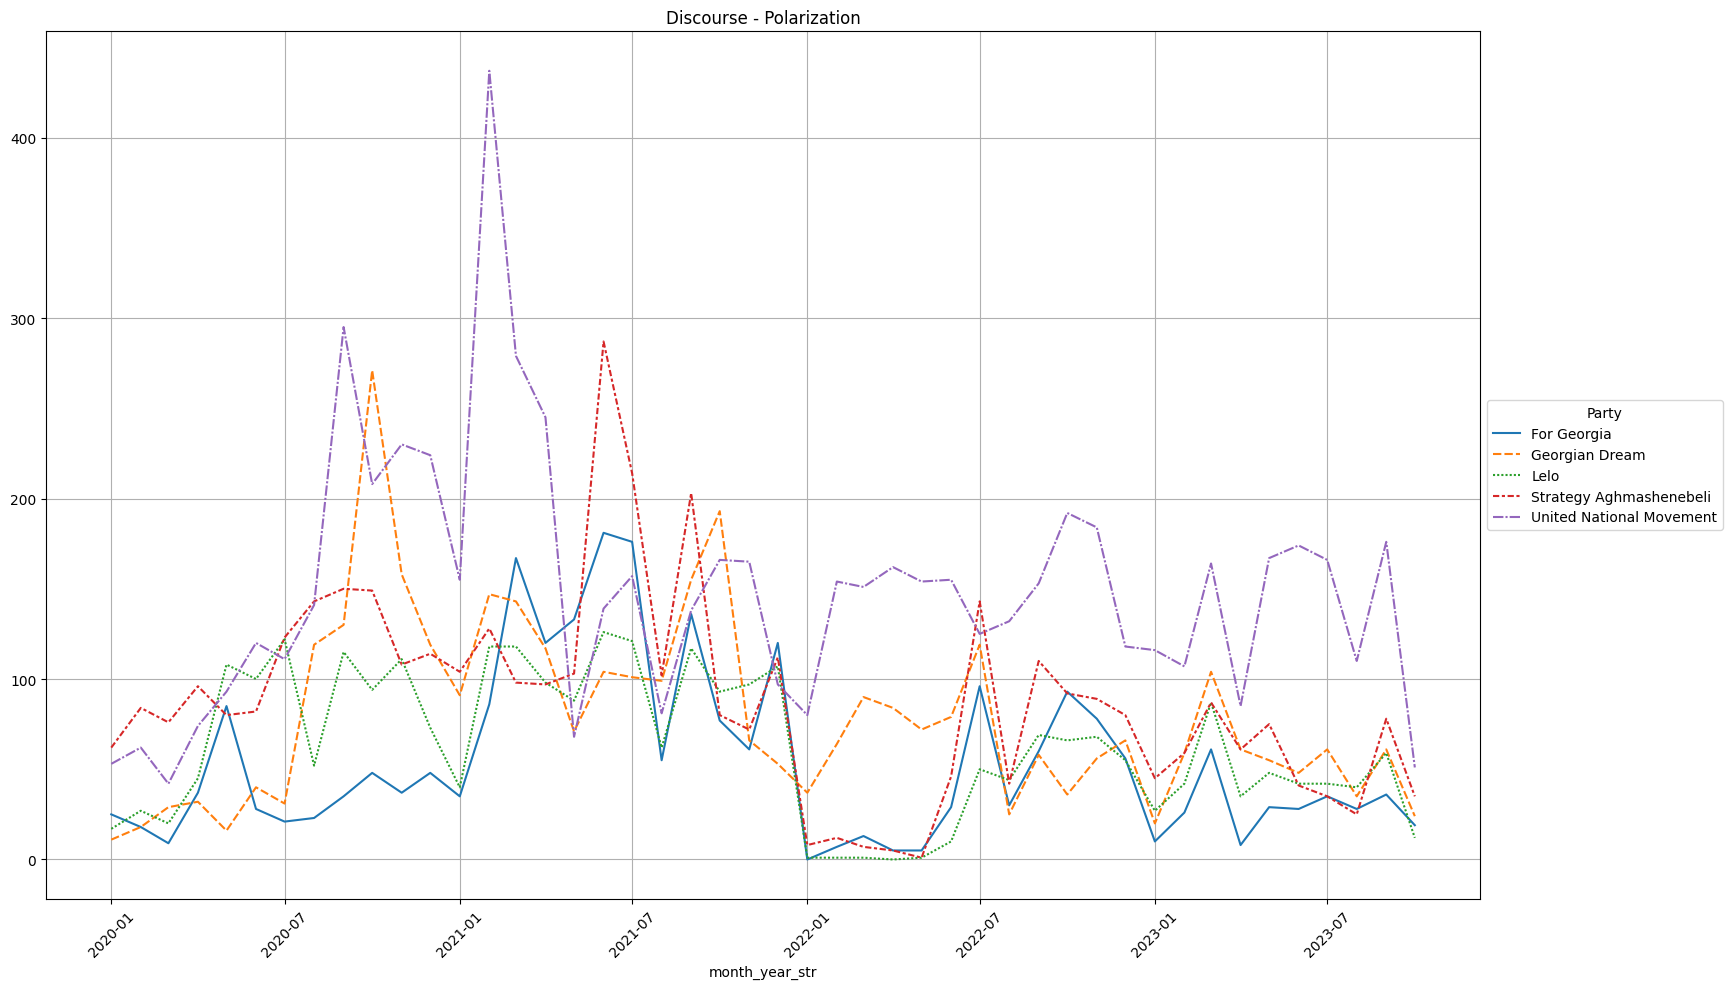 Discourse - Polarization
400
300
200
100
0
2020-01
2020-07
2021-01
2021-07
2022-01
2022-07
2023-01
2023-07
month_year_str
Party
For Georgia
Georgian Dream
Lelo
Strategy Aghmashenebeli
United National Movement